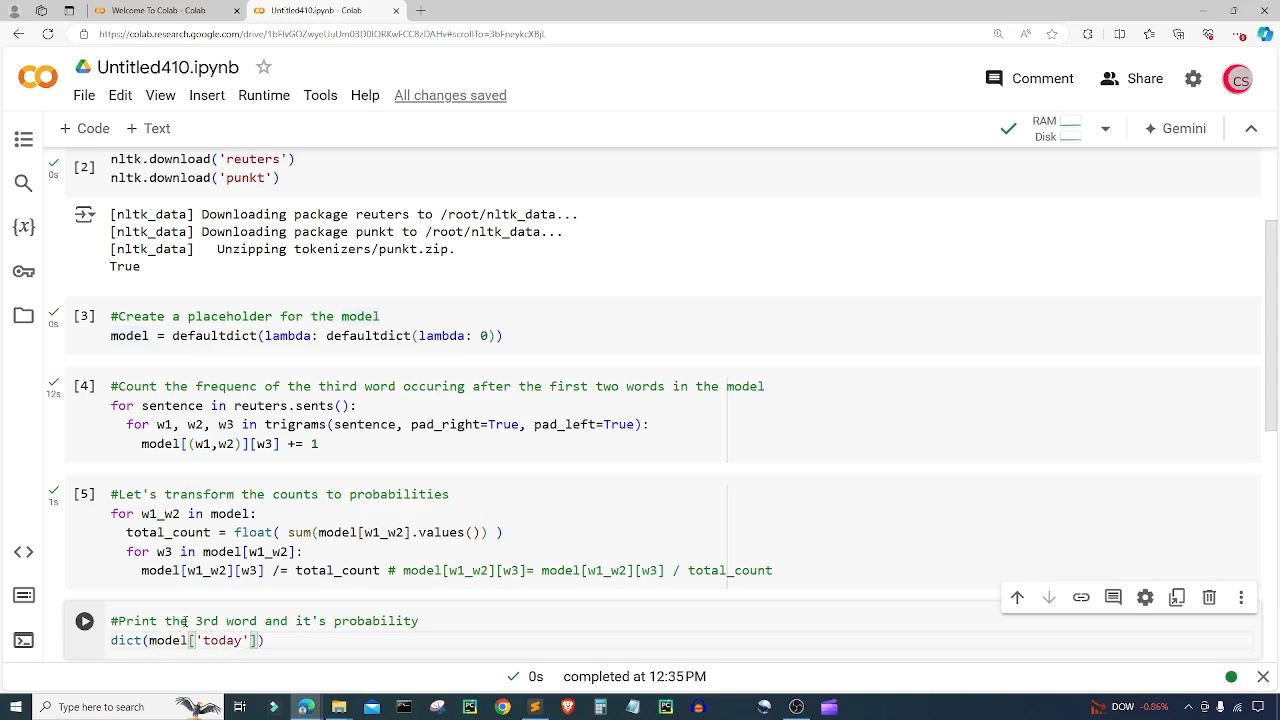 Welcome To Colab - Colab
Untitled410.ipynb - Colab
Untitled410.ipynb
Comment
Share
CS
File Edit View Insert Runtime Tools Help All changes saved
+ Code + Text
RAM
Disk
Gemini
[2]
0s
nltk.download('reuters')
nltk.download('punkt')
[nltk_data] Downloading package reuters to /root/nltk_data...
[nltk_data] Downloading package punkt to /root/nltk_data...
[nltk_data]   Unzipping tokenizers/punkt.zip.
True
[3]
0s
#Create a placeholder for the model
model = defaultdict(lambda: defaultdict(lambda: 0))
[4]
12s
#Count the frequenc of the third word occuring after the first two words in the model
for sentence in reuters.sents():
  for w1, w2, w3 in trigrams(sentence, pad_right=True, pad_left=True):
    model[(w1,w2)][w3] += 1
[5]
1s
#Let's transform the counts to probabilities
for w1_w2 in model:
  total_count = float( sum(model[w1_w2].values()) )
  for w3 in model[w1_w2]:
    model[w1_w2][w3] /= total_count # model[w1_w2][w3]= model[w1_w2][w3] / total_count
#Print the 3rd word and it's probability
dict(model['today'])
0s completed at 12:35 PM
Type here to search
DOW -0.86%